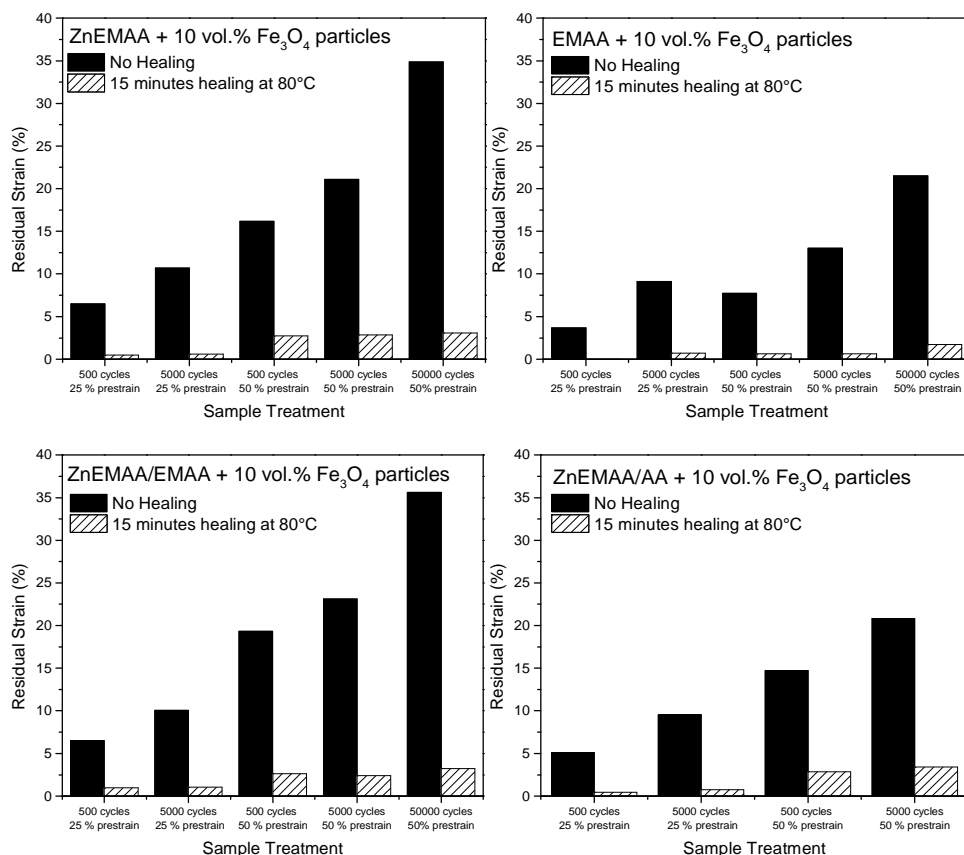 ZnEMAA + 10 vol.% Fe₃O₄ particles
No Healing
15 minutes healing at 80°C
Residual Strain (%)
40
35
30
25
20
15
10
5
0
500 cycles 5000 cycles 500 cycles 5000 cycles 50000 cycles
25 % prestrain 25 % prestrain 50 % prestrain 50 % prestrain 50% prestrain
Sample Treatment
EMAA + 10 vol.% Fe₃O₄ particles
No Healing
15 minutes healing at 80°C
Residual Strain (%)
40
35
30
25
20
15
10
5
0
500 cycles 5000 cycles 500 cycles 5000 cycles 50000 cycles
25 % prestrain 25 % prestrain 50 % prestrain 50 % prestrain 50% prestrain
Sample Treatment
ZnEMAA/EMAA + 10 vol.% Fe₃O₄ particles
No Healing
15 minutes healing at 80°C
Residual Strain (%)
40
35
30
25
20
15
10
5
0
500 cycles 5000 cycles 500 cycles 5000 cycles 50000 cycles
25 % prestrain 25 % prestrain 50 % prestrain 50 % prestrain 50% prestrain
Sample Treatment
ZnEMAA/AA + 10 vol.% Fe₃O₄ particles
No Healing
15 minutes healing at 80°C
Residual Strain (%)
40
35
30
25
20
15
10
5
0
500 cycles 5000 cycles 500 cycles 5000 cycles
25 % prestrain 25 % prestrain 50 % prestrain 50 % prestrain
Sample Treatment